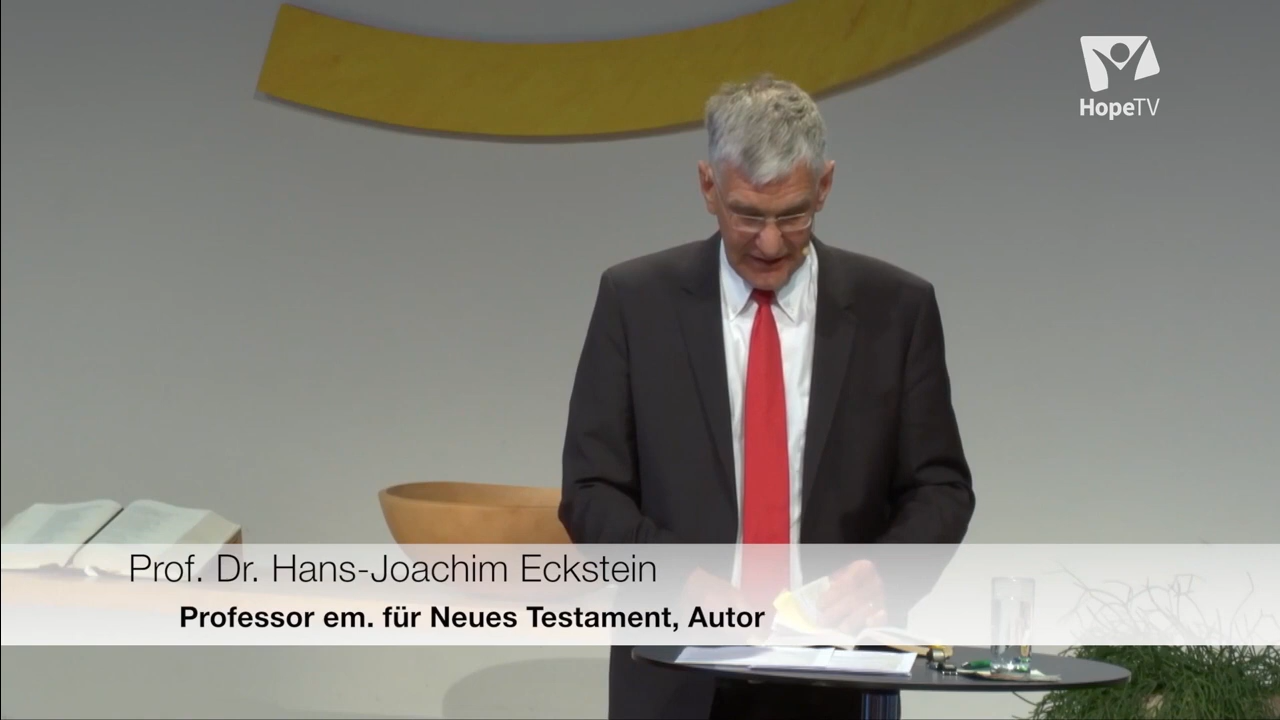 HopeTV
Prof. Dr. Hans-Joachim Eckstein
Professor em. für Neues Testament, Autor